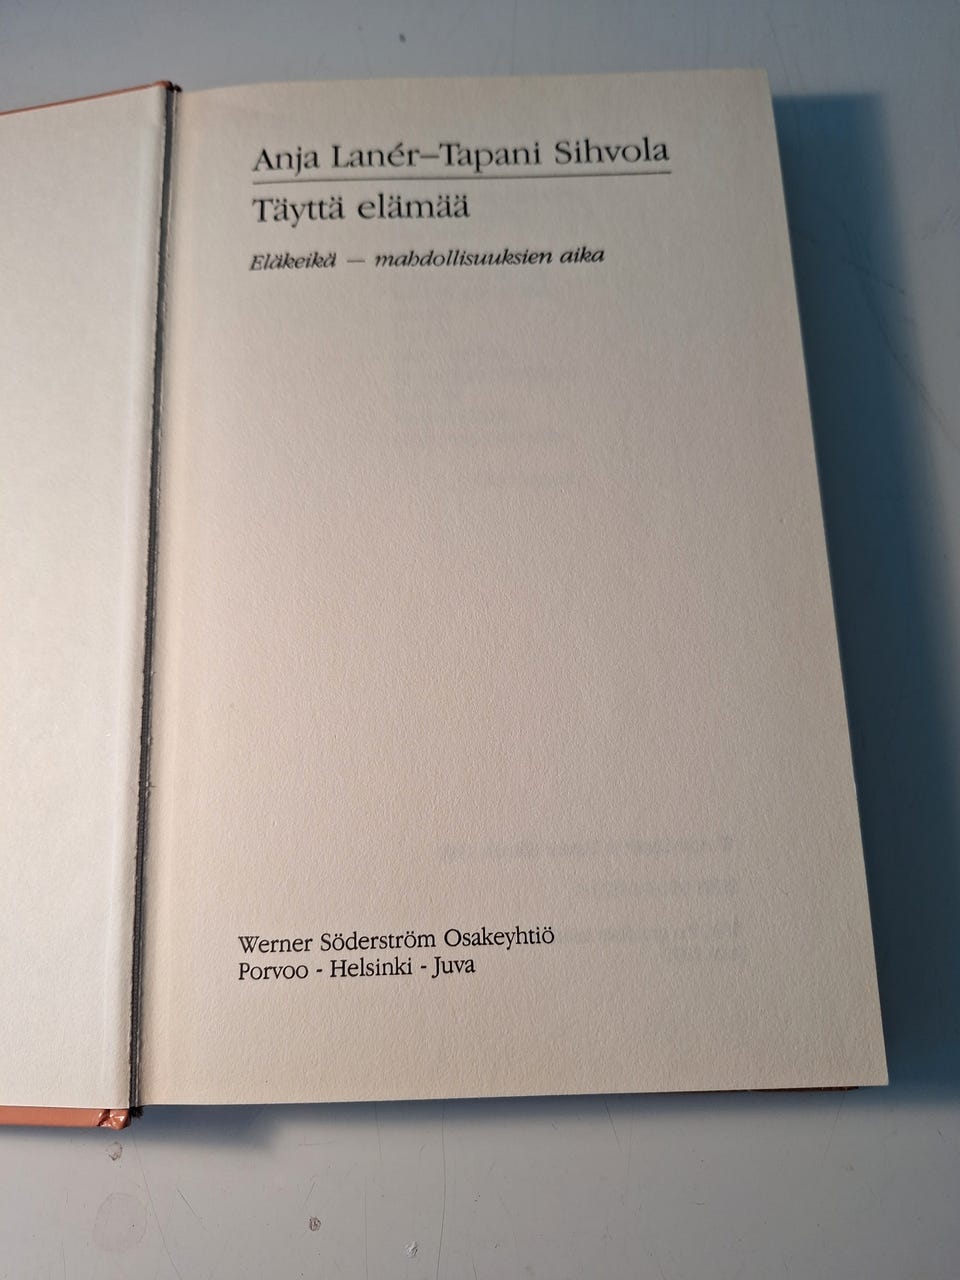 Anja Lanér–Tapani Sihvola
Täyttä elämää
Eläkeikä — mahdollisuuksien aika
Werner Söderström Osakeyhtiö
Porvoo - Helsinki - Juva